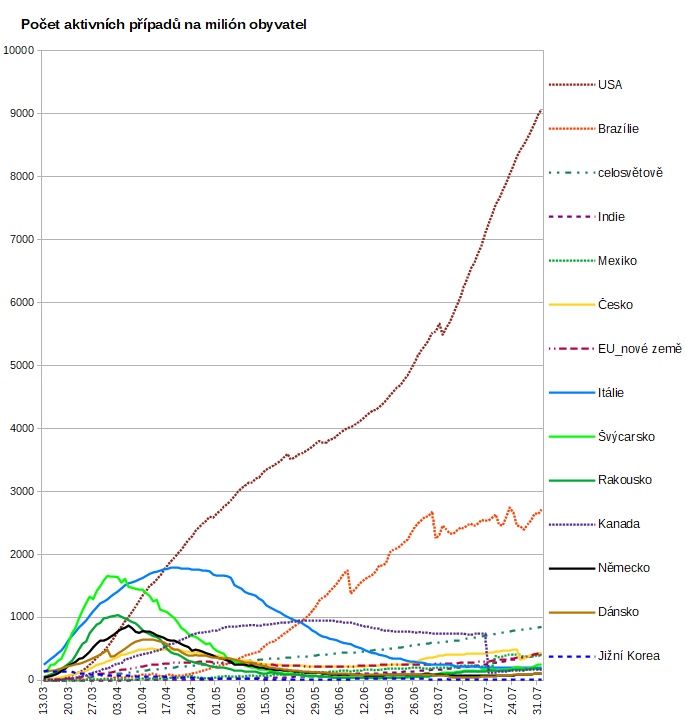 Počet aktivních případů na milión obyvatel
10000
9000
8000
7000
6000
5000
4000
3000
2000
1000
0
USA
Brazílie
celosvětově
Indie
Mexiko
Česko
EU_nové země
Itálie
Švýcarsko
Rakousko
Kanada
Německo
Dánsko
Jižní Korea
13.03
20.03
27.03
03.04
10.04
17.04
24.04
01.05
08.05
15.05
22.05
29.05
05.06
12.06
19.06
26.06
03.07
10.07
17.07
24.07
31.07